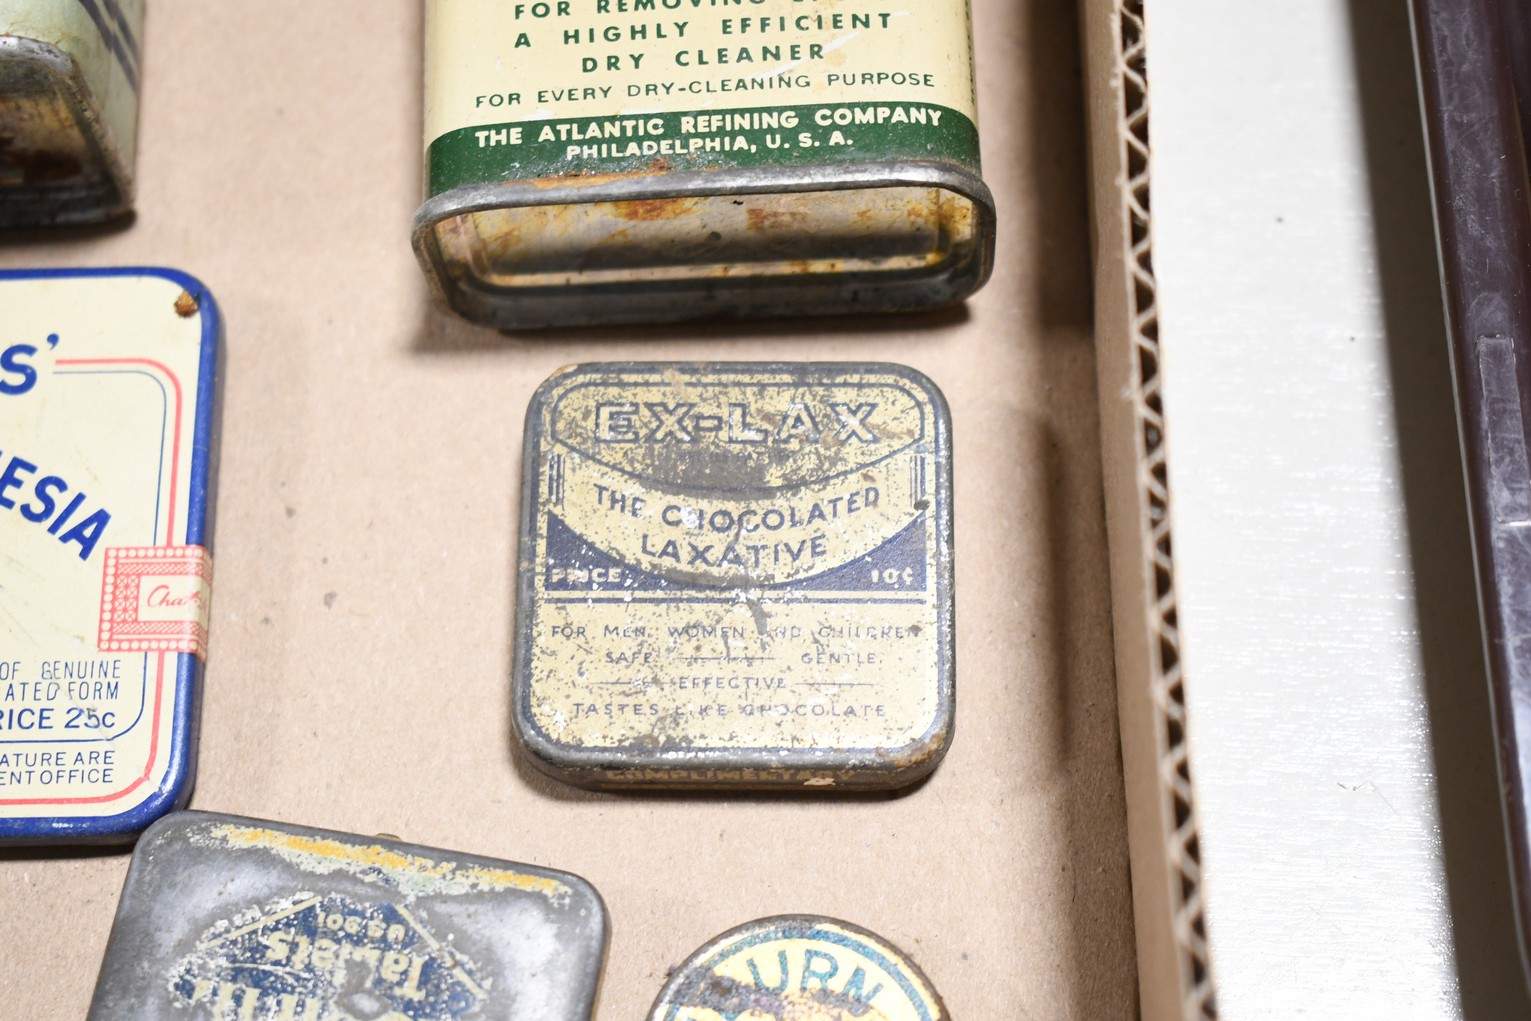 FOR REMOVING
A HIGHLY EFFICIENT
DRY CLEANER
FOR EVERY DRY-CLEANING PURPOSE
THE ATLANTIC REFINING COMPANY
PHILADELPHIA, U. S. A.
S'
ESIA
OF GENUINE
ATED FORM
RICE 25c
ATURE ARE
ENT OFFICE
EX-LAX
THE CHOCOLATED
LAXATIVE
PRICE 10¢
FOR MEN, WOMEN AND CHILDREN
SAFE GENTLE
EFFECTIVE
TASTES LIKE CHOCOLATE
COMPLIMENTARY
Tablets
URN